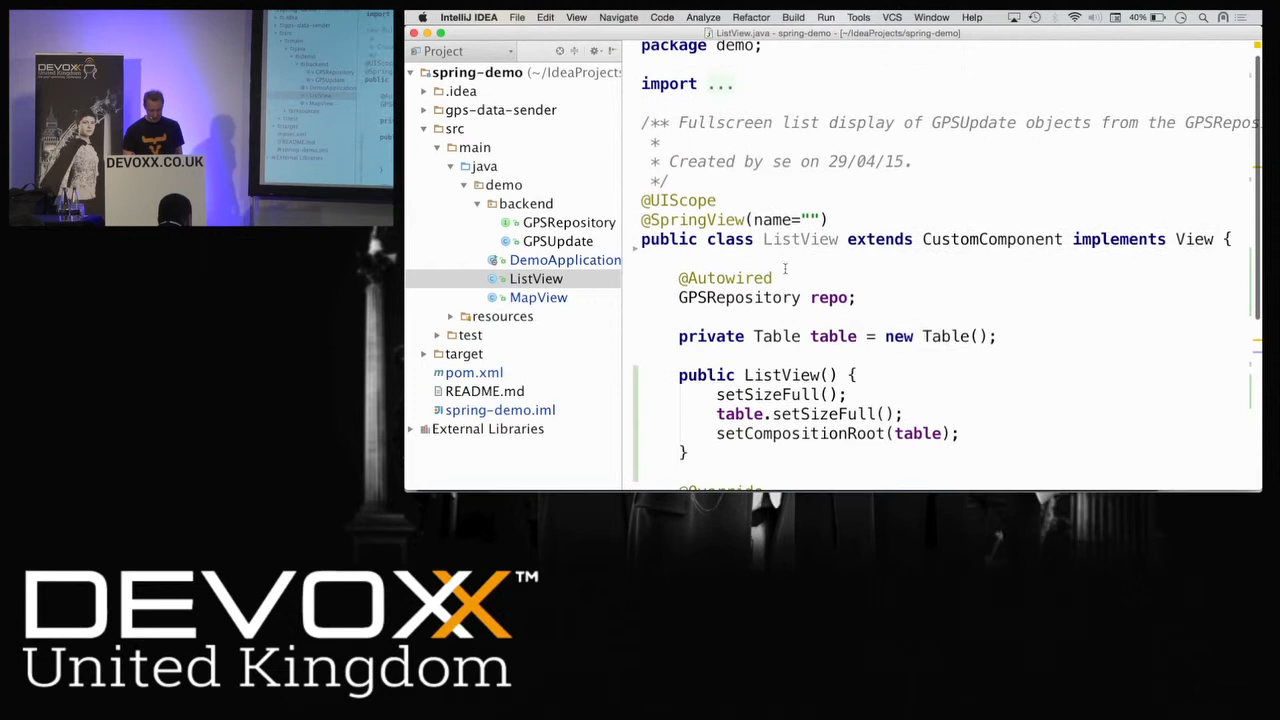 IntelliJ IDEA File Edit View Navigate Code Analyze Refactor Build Run Tools VCS Window Help 40%
ListView.java - spring-demo - [~/IdeaProjects/spring-demo]
Project
spring-demo (~/IdeaProjects
.idea
gps-data-sender
src
main
java
demo
backend
GPSRepository
GPSUpdate
DemoApplication
ListView
MapView
resources
test
target
pom.xml
README.md
spring-demo.iml
External Libraries
package demo;
import ...
/** Fullscreen list display of GPSUpdate objects from the GPSRepos
*
* Created by se on 29/04/15.
*/
@UIScope
@SpringView(name="")
public class ListView extends CustomComponent implements View {
@Autowired
GPSRepository repo;
private Table table = new Table();
public ListView() {
setSizeFull();
table.setSizeFull();
setCompositionRoot(table);
}
@Override
DEVOXX
United Kingdom
DEVOXX.CO.UK
DEVOXX™
United Kingdom